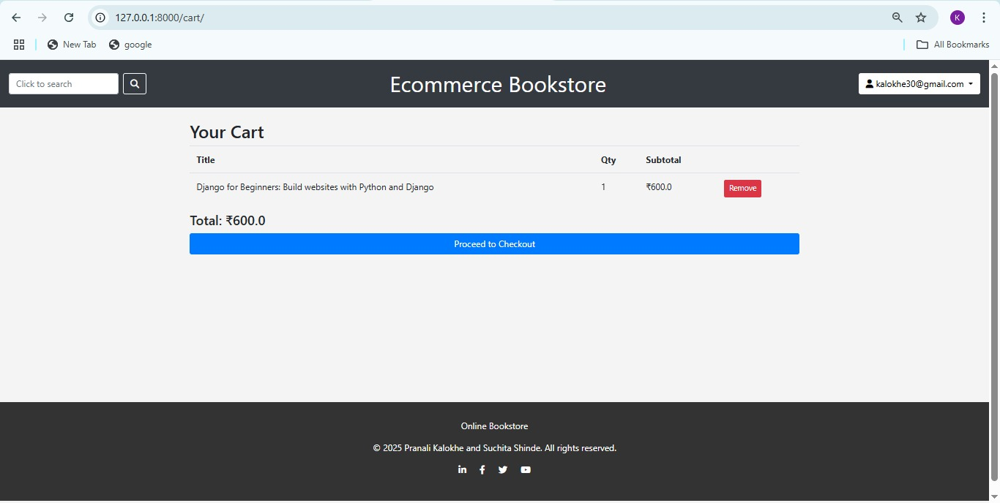 127.0.0.1:8000/cart/
K
New Tab google All Bookmarks
Click to search Ecommerce Bookstore kalokhe30@gmail.com
Your Cart
Title Qty Subtotal
Django for Beginners: Build websites with Python and Django 1 ₹600.0 Remove
Total: ₹600.0
Proceed to Checkout
Online Bookstore
© 2025 Pranali Kalokhe and Suchita Shinde. All rights reserved.